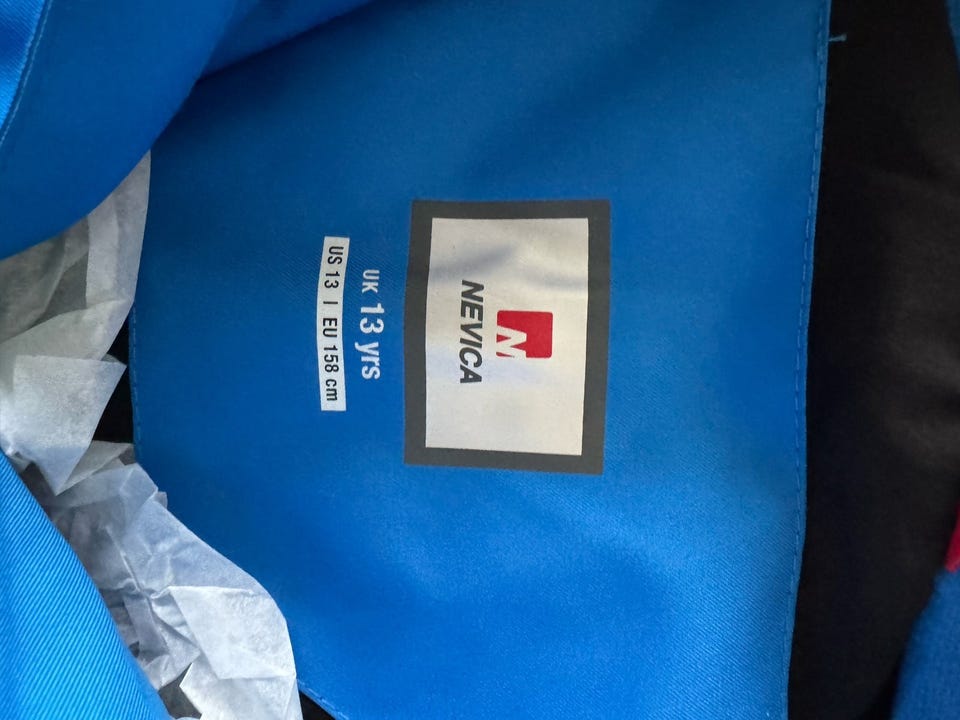 NEVICA
UK 13 yrs
US 13 | EU 158 cm